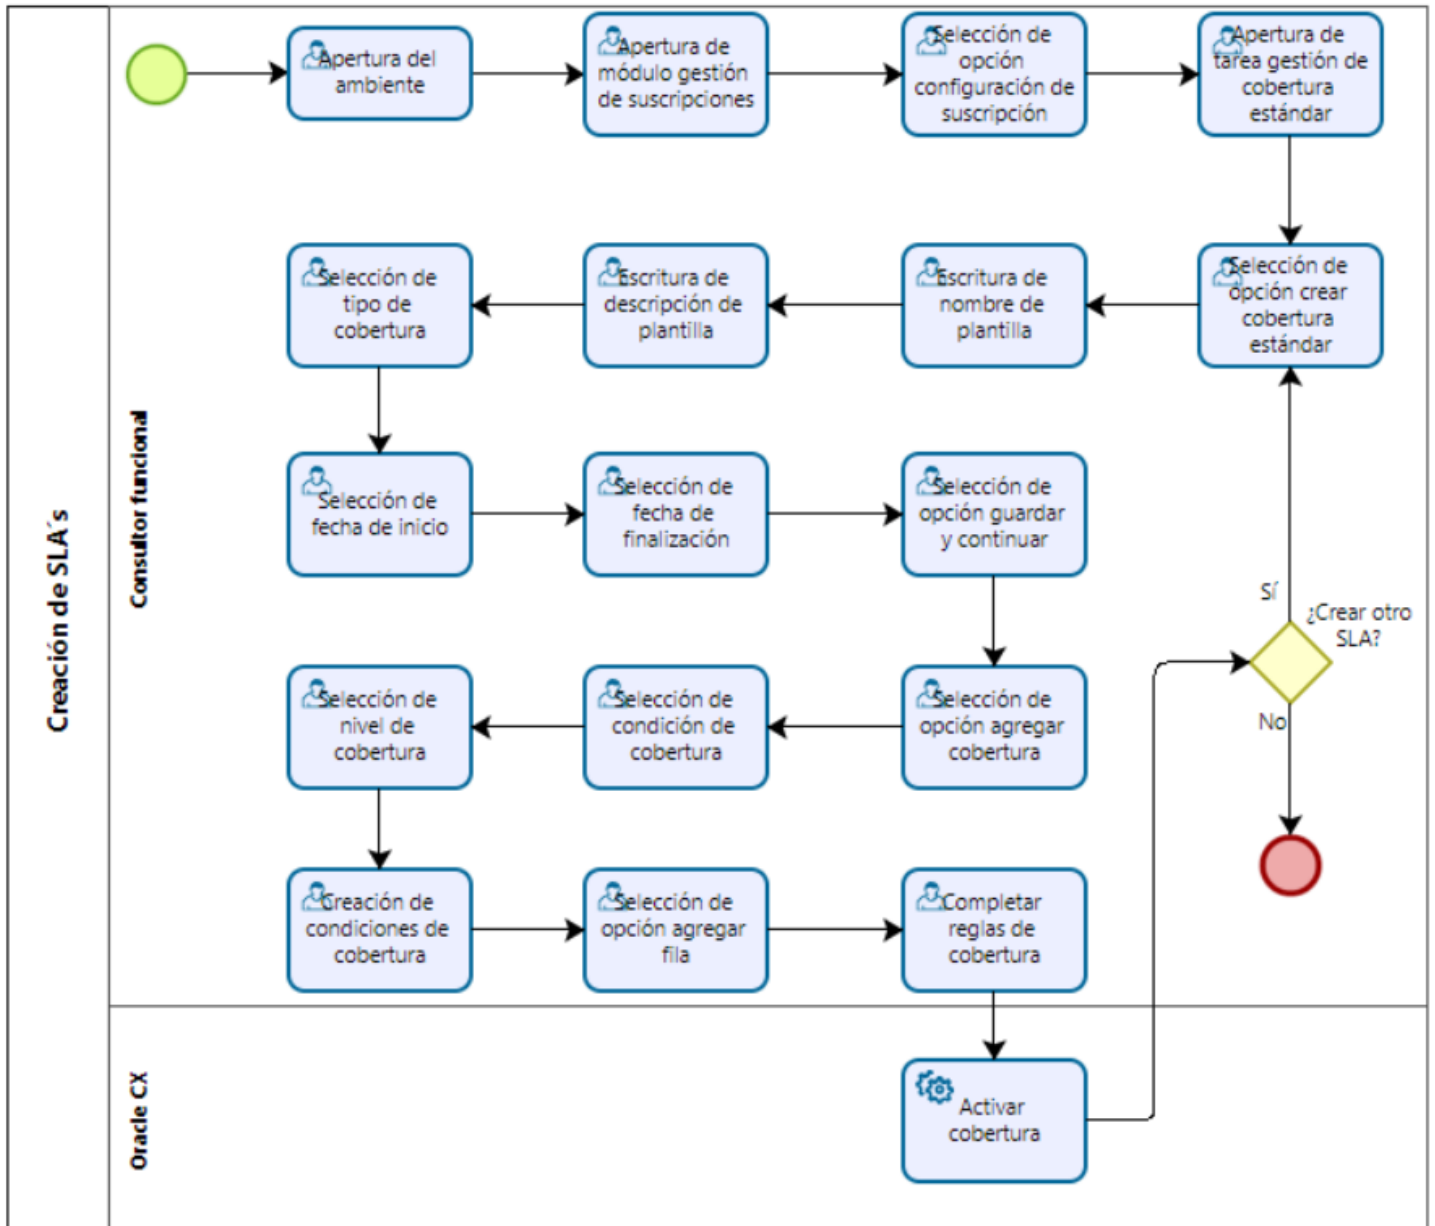 Creación de SLA´s
Consultor funcional
Apertura del
ambiente
Apertura de
módulo gestión
de suscripciones
Selección de
opción
configuración de
suscripción
Apertura de
tarea gestión de
cobertura
estándar
Selección de
tipo de
cobertura
Escritura de
descripción de
plantilla
Escritura de
nombre de
plantilla
Selección de
opción crear
cobertura
estándar
Selección de
fecha de inicio
Selección de
fecha de
finalización
Selección de
opción guardar
y continuar
Sí
¿Crear otro
SLA?
No
Selección de
nivel de
cobertura
Selección de
condición de
cobertura
Selección de
opción agregar
cobertura
Creación de
condiciones de
cobertura
Selección de
opción agregar
fila
Completar
reglas de
cobertura
Oracle CX
Activar
cobertura